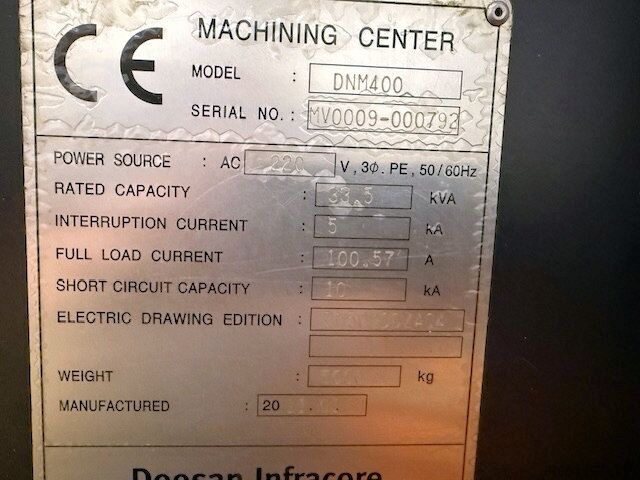 CE
MACHINING CENTER
MODEL : DNM400
SERIAL NO. : MV0009-000792
POWER SOURCE : AC 220 V, 3Φ. PE, 50/60Hz
RATED CAPACITY : 33.5 kVA
INTERRUPTION CURRENT : 5 kA
FULL LOAD CURRENT : 100.57 A
SHORT CIRCUIT CAPACITY : 10 kA
ELECTRIC DRAWING EDITION :
WEIGHT : kg
MANUFACTURED : 20
Doosan Infracore